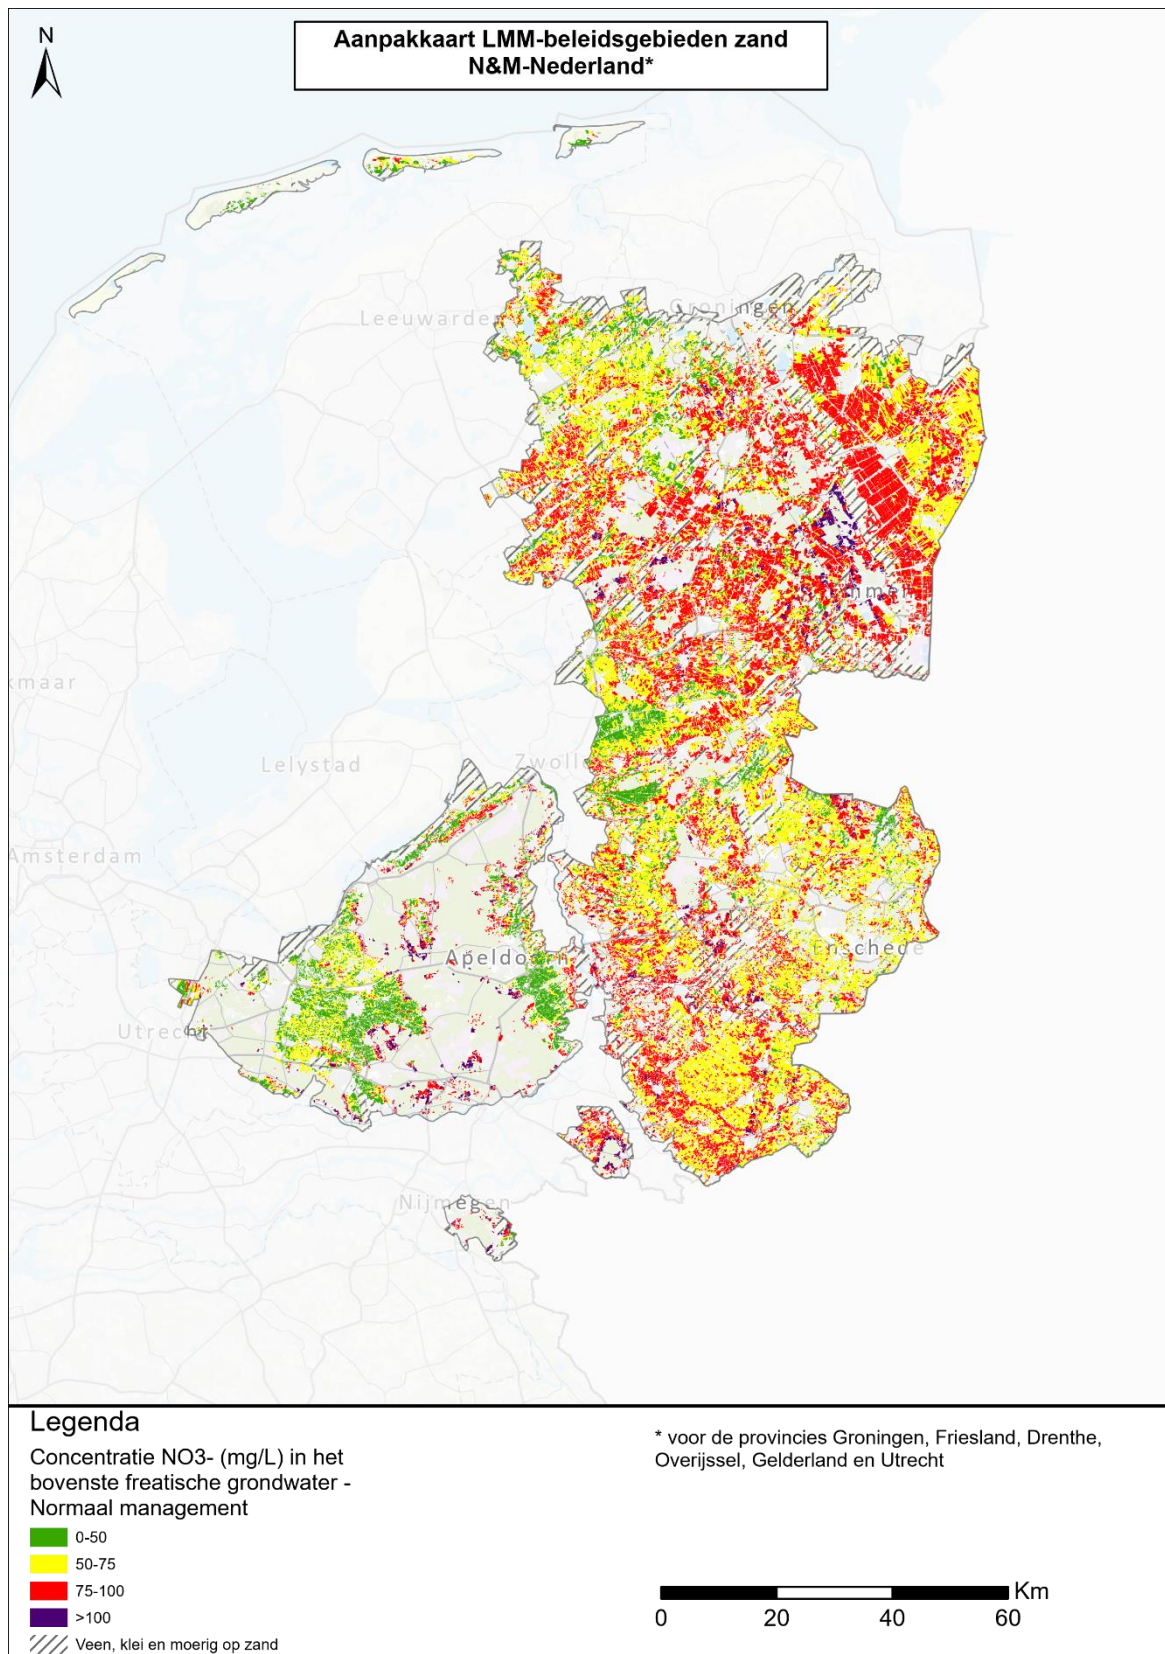 N
Aanpakkaart LMM-beleidsgebieden zand
N&M-Nederland*
Leeuwarden
Groningen
Emmen
kmaar
Lelystad
Zwolle
Amsterdam
Apeldoorn
Enschede
Utrecht
Nijmegen
Legenda
Concentratie NO3- (mg/L) in het
bovenste freatische grondwater -
Normaal management
0-50
50-75
75-100
>100
Veen, klei en moerig op zand
* voor de provincies Groningen, Friesland, Drenthe,
Overijssel, Gelderland en Utrecht
Km
0 20 40 60